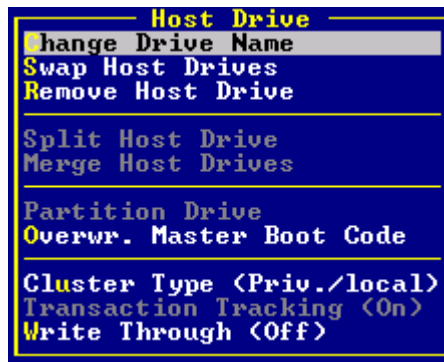 Host Drive
Change Drive Name
Swap Host Drives
Remove Host Drive
Split Host Drive
Merge Host Drives
Partition Drive
Overwr. Master Boot Code
Cluster Type (Priv./local)
Transaction Tracking (On)
Write Through (Off)